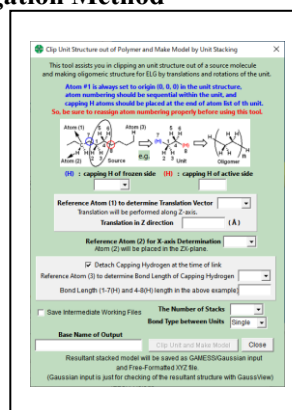 gation Method
Clip Unit Structure out of Polymer and Make Model by Unit Stacking
This tool assists you in clipping an unit structure out of a source molecule
and making oligomeric structure for ELG by translations and rotations of the unit.
Atom #1 is always set to origin (0, 0, 0) in the unit structure,
atom numbering should be sequential within the unit, and
capping H atoms should be placed at the end of atom list of th unit.
So, be sure to reassign atom numbering properly before using this tool.
Atom (1)
Atom (3)
Atom (2)
Source
e.g.
Unit
Oligomer
(H) : capping H of frozen side (H) : capping H of active side
Reference Atom (1) to determine Translation Vector
Translation will be performed along Z-axis.
Translation in Z direction (Å)
Reference Atom (2) for X-axis Determination
Atom (2) will be placed in the ZX-plane.
Detach Capping Hydrogen at the time of link
Reference Atom (3) to determine Bond Length of Capping Hydrogen
Bond Length (1-7(H) and 4-8(H) length in the above example)
Save Intermediate Working Files
The Number of Stacks
Bond Type between Units Single
Base Name of Output
Clip Unit and Make Model
Close
Resultant stacked model will be saved as GAMESS/Gaussian input
and Free-Formatted XYZ file.
(Gaussian input is just for checking of the resultant structure with GaussView)